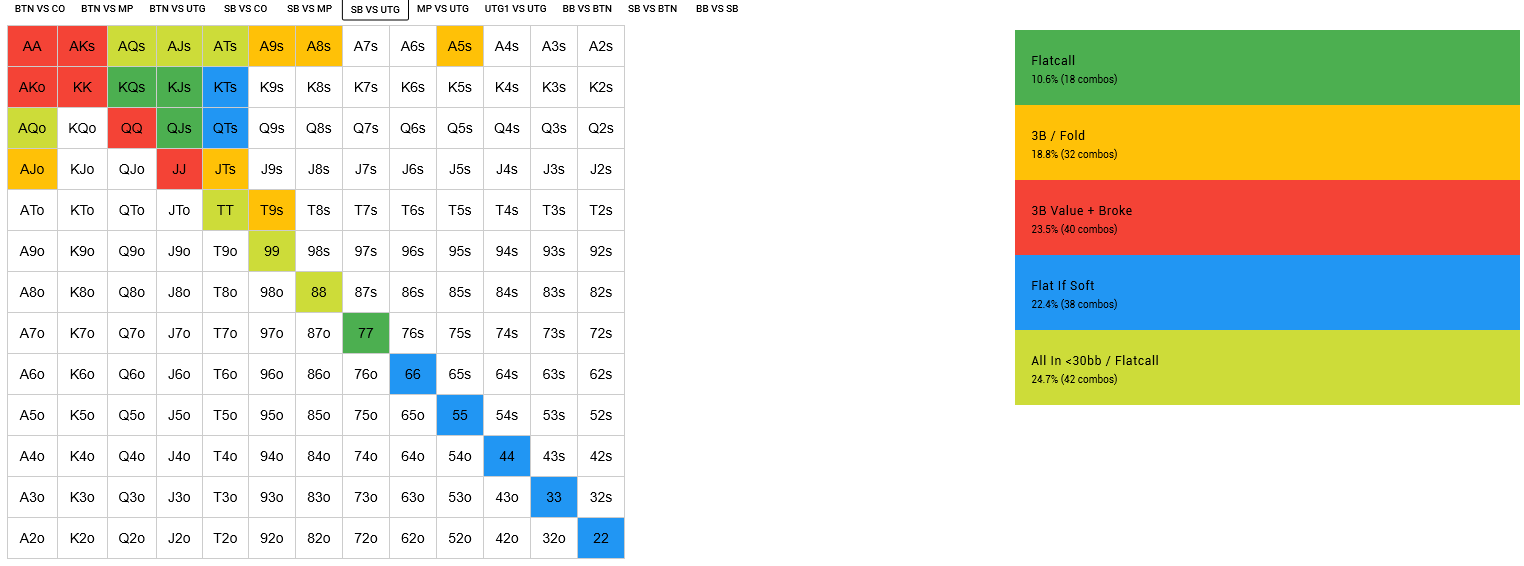 BTN VS CO BTN VS MP BTN VS UTG SB VS CO SB VS MP SB VS UTG MP VS UTG UTG1 VS UTG BB VS BTN SB VS BTN BB VS SB
AA AKs AQs AJs ATs A9s A8s A7s A6s A5s A4s A3s A2s
AKo KK KQs KJs KTs K9s K8s K7s K6s K5s K4s K3s K2s
AQo KQo QQ QJs QTs Q9s Q8s Q7s Q6s Q5s Q4s Q3s Q2s
AJo KJo QJo JJ JTs J9s J8s J7s J6s J5s J4s J3s J2s
ATo KTo QTo JTo TT T9s T8s T7s T6s T5s T4s T3s T2s
A9o K9o Q9o J9o T9o 99 98s 97s 96s 95s 94s 93s 92s
A8o K8o Q8o J8o T8o 98o 88 87s 86s 85s 84s 83s 82s
A7o K7o Q7o J7o T7o 97o 87o 77 76s 75s 74s 73s 72s
A6o K6o Q6o J6o T6o 96o 86o 76o 66 65s 64s 63s 62s
A5o K5o Q5o J5o T5o 95o 85o 75o 65o 55 54s 53s 52s
A4o K4o Q4o J4o T4o 94o 84o 74o 64o 54o 44 43s 42s
A3o K3o Q3o J3o T3o 93o 83o 73o 63o 53o 43o 33 32s
A2o K2o Q2o J2o T2o 92o 82o 72o 62o 52o 42o 32o 22
Flatcall
10.6% (18 combos)
3B / Fold
18.8% (32 combos)
3B Value + Broke
23.5% (40 combos)
Flat If Soft
22.4% (38 combos)
All In <30bb / Flatcall
24.7% (42 combos)